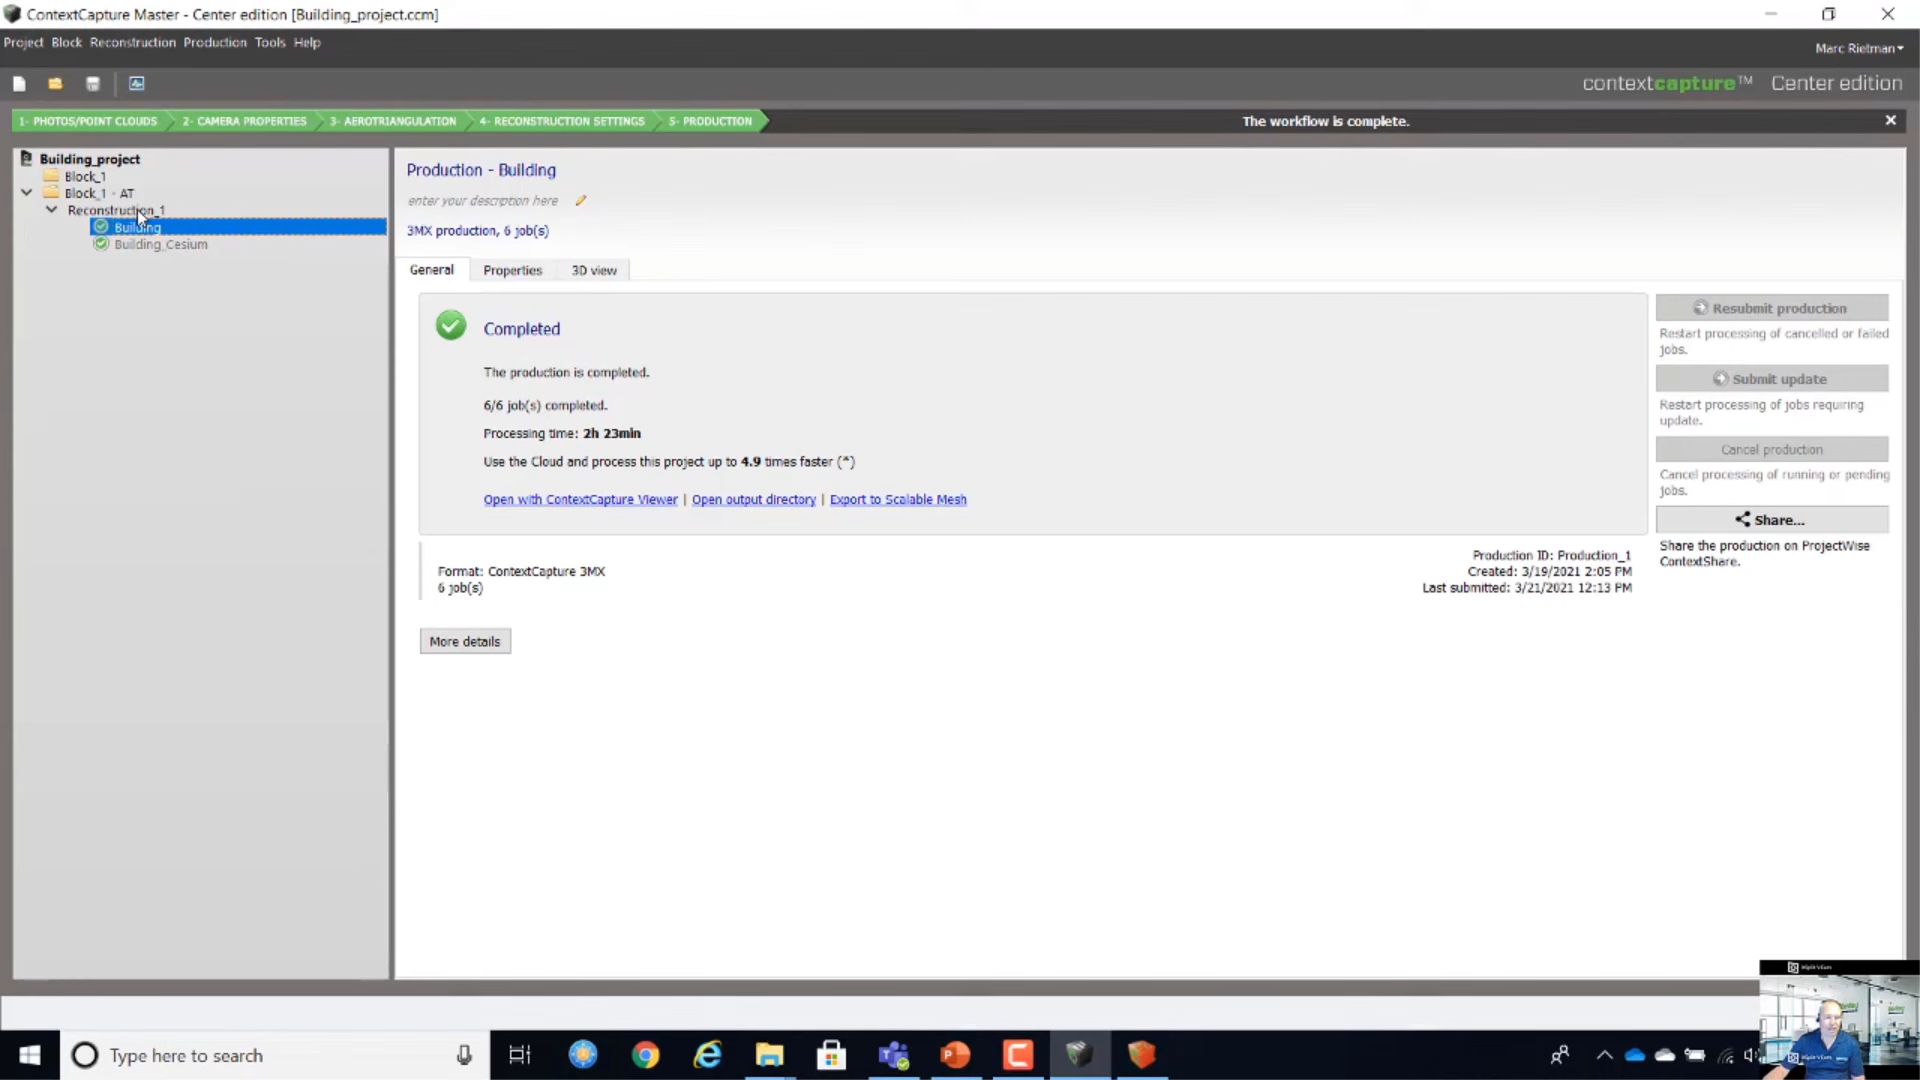 ContextCapture Master - Center edition [Building_project.ccm]
Project Block Reconstruction Production Tools Help
Marc Rietman
contextcapture™ Center edition
1- PHOTOS/POINT CLOUDS 2- CAMERA PROPERTIES 3- AEROTRIANGULATION 4- RECONSTRUCTION SETTINGS 5- PRODUCTION The workflow is complete.
Building_project
Block_1
Block_1 - AT
Reconstruction_1
Building
Building_Cesium
Production - Building
enter your description here
3MX production, 6 job(s)
General Properties 3D view
Completed
The production is completed.
6/6 job(s) completed.
Processing time: 2h 23min
Use the Cloud and process this project up to 4.9 times faster (*)
Open with ContextCapture Viewer | Open output directory | Export to Scalable Mesh
Format: ContextCapture 3MX
6 job(s)
Production ID: Production_1
Created: 3/19/2021 2:05 PM
Last submitted: 3/21/2021 12:13 PM
More details
Resubmit production
Restart processing of cancelled or failed
jobs.
Submit update
Restart processing of jobs requiring
update.
Cancel production
Cancel processing of running or pending
jobs.
Share...
Share the production on ProjectWise
ContextShare.
Type here to search